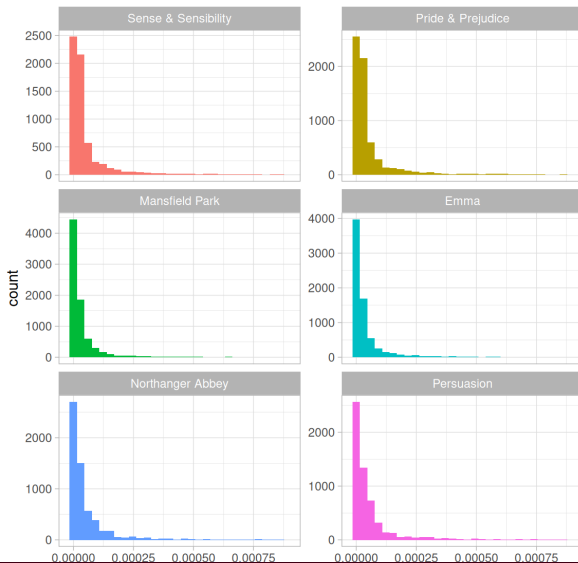 Sense & Sensibility
Pride & Prejudice
2500
2000
1500
1000
500
0
2000
1000
0
Mansfield Park
Emma
4000
3000
2000
1000
0
4000
3000
2000
1000
0
count
Northanger Abbey
Persuasion
2000
1000
0
2000
1000
0
0.00000 0.00025 0.00050 0.00075
0.00000 0.00025 0.00050 0.00075